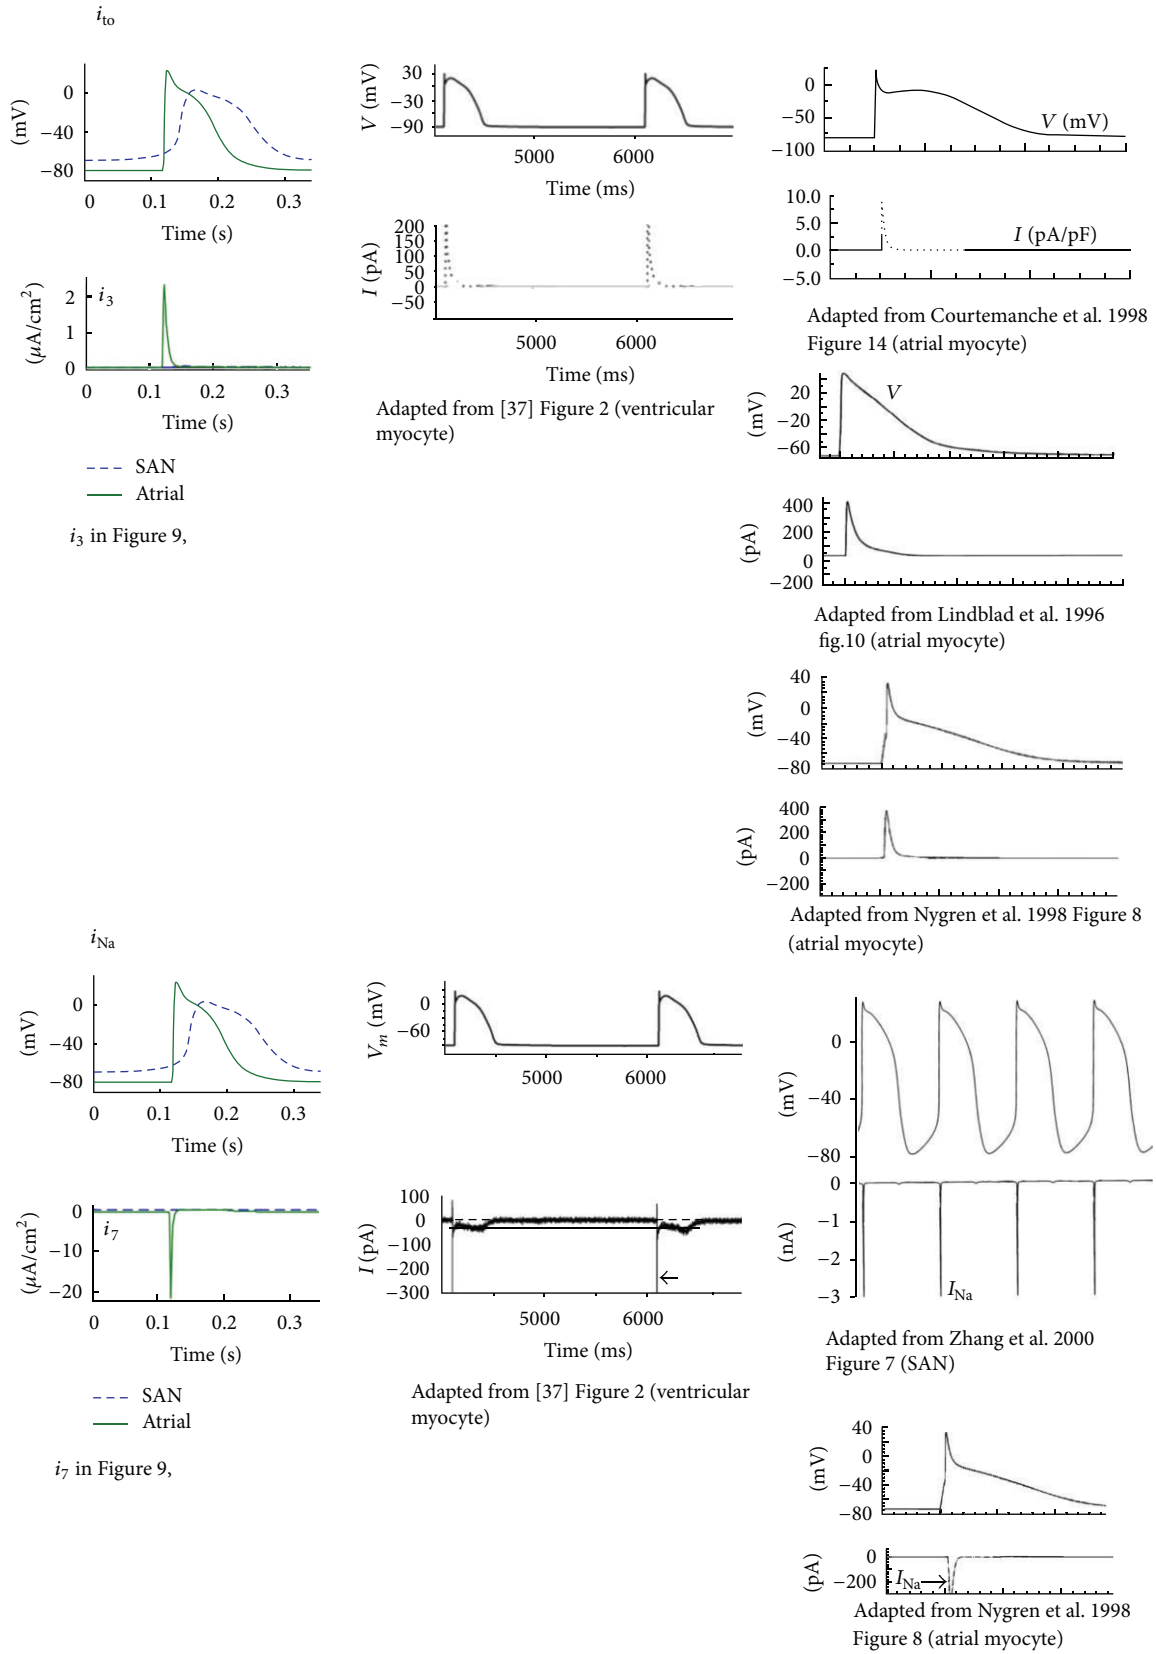 i_to
0
−40
−80
(mV)
0 0.1 0.2 0.3
Time (s)
i_3
2
1
0
(μA/cm²)
0 0.1 0.2 0.3
Time (s)
SAN
Atrial
i_3 in Figure 9,
30
−30
−90
V (mV)
5000 6000
Time (ms)
200
150
100
50
0
−50
I (pA)
5000 6000
Time (ms)
Adapted from [37] Figure 2 (ventricular
myocyte)
0
−50
−100
V (mV)
10.0
5.0
0.0
−5.0
I (pA/pF)
Adapted from Courtemanche et al. 1998
Figure 14 (atrial myocyte)
20
−20
−60
(mV)
V
400
200
0
−200
(pA)
Adapted from Lindblad et al. 1996
fig.10 (atrial myocyte)
40
0
−40
−80
(mV)
400
200
0
−200
(pA)
Adapted from Nygren et al. 1998 Figure 8
(atrial myocyte)
i_Na
0
−40
−80
(mV)
0 0.1 0.2 0.3
Time (s)
0
−10
−20
(μA/cm²)
i_7
0 0.1 0.2 0.3
Time (s)
SAN
Atrial
i_7 in Figure 9,
0
−60
V_m (mV)
5000 6000
100
0
−100
−200
−300
I (pA)
5000 6000
Time (ms)
Adapted from [37] Figure 2 (ventricular
myocyte)
0
−40
−80
(mV)
0
−1
−2
−3
(nA)
I_Na
Adapted from Zhang et al. 2000
Figure 7 (SAN)
40
0
−40
−80
(mV)
0
−200
(pA)
I_Na
Adapted from Nygren et al. 1998
Figure 8 (atrial myocyte)